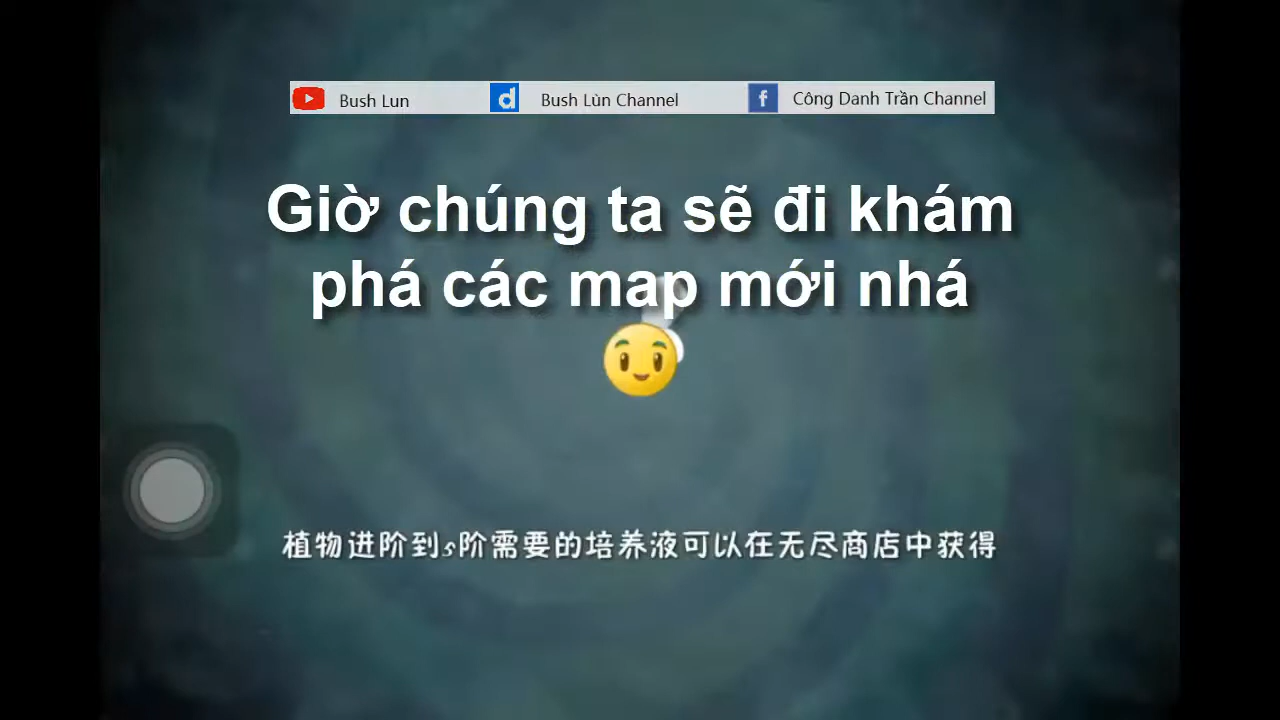 Bush Lun
Bush Lùn Channel
Công Danh Trần Channel
Giờ chúng ta sẽ đi khám
phá các map mới nhá
植物进阶到5阶需要的培养液可以在无尽商店中获得